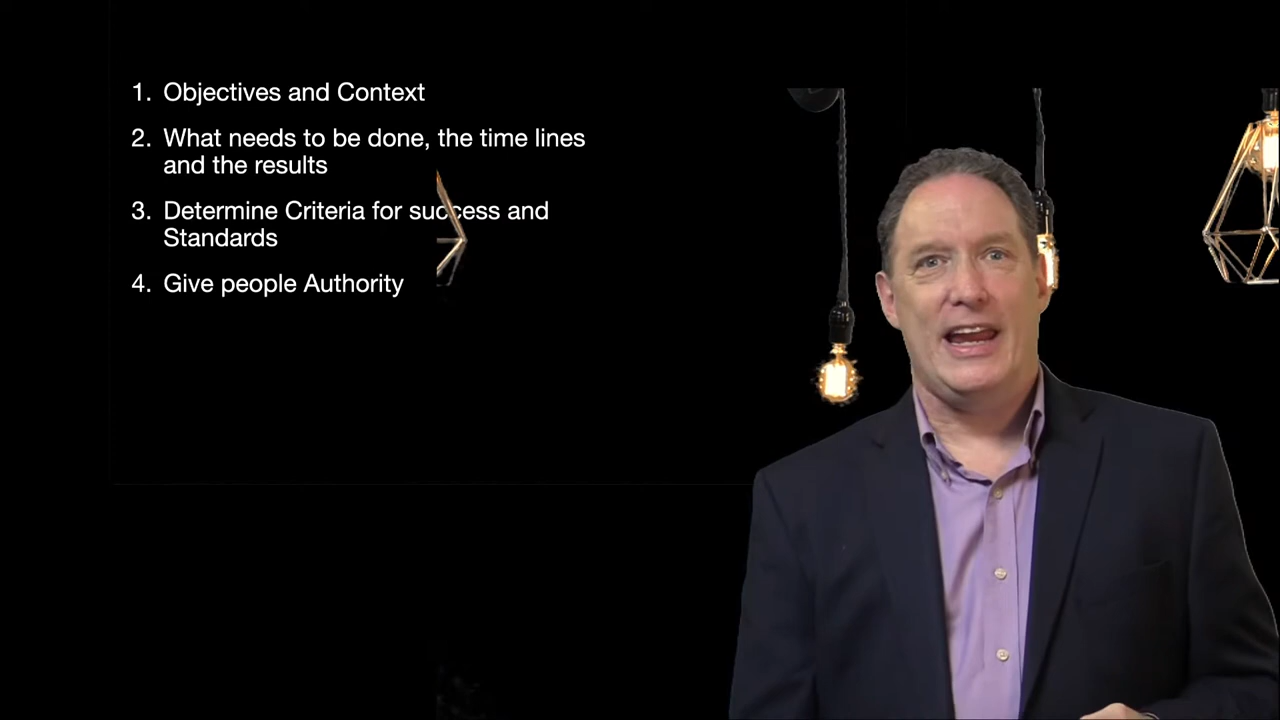 1. Objectives and Context
2. What needs to be done, the time lines
and the results
3. Determine Criteria for success and
Standards
4. Give people Authority